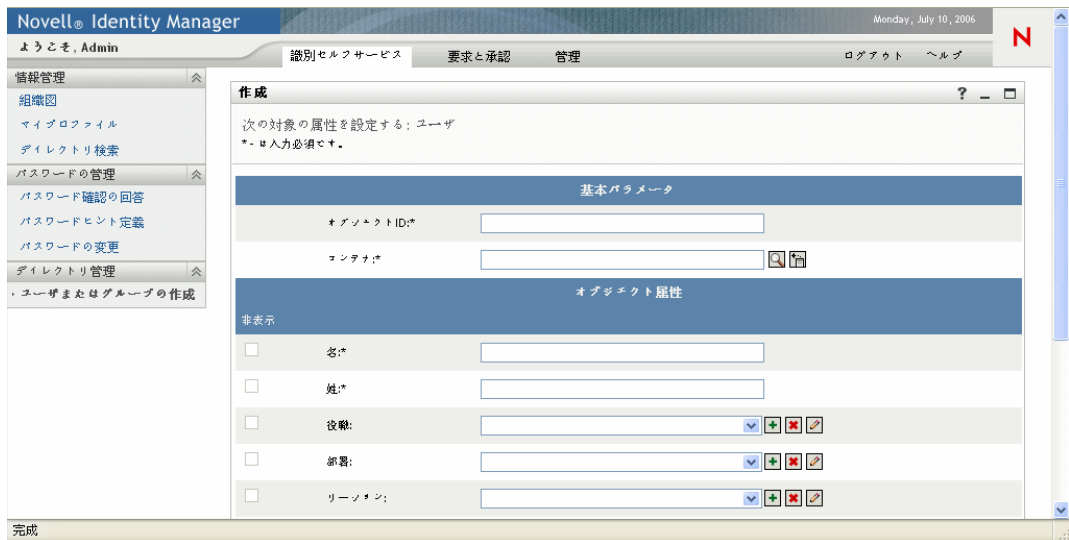 Novell® Identity Manager
Monday, July 10, 2006
N
ようこそ, Admin
識別セルフサービス 要求と承認 管理 ログアウト ヘルプ
情報管理
組織図
マイプロファイル
ディレクトリ検索
パスワードの管理
パスワード確認の回答
パスワードヒント定義
パスワードの変更
ディレクトリ管理
・ユーザまたはグループの作成
作成 ?
次の対象の属性を設定する: ユーザ
*- は入力必須です。
基本パラメータ
オブジェクトID:*
コンテナ:*
オブジェクト属性
非表示
名:*
姓:*
役職:
部署:
リージョン:
完成